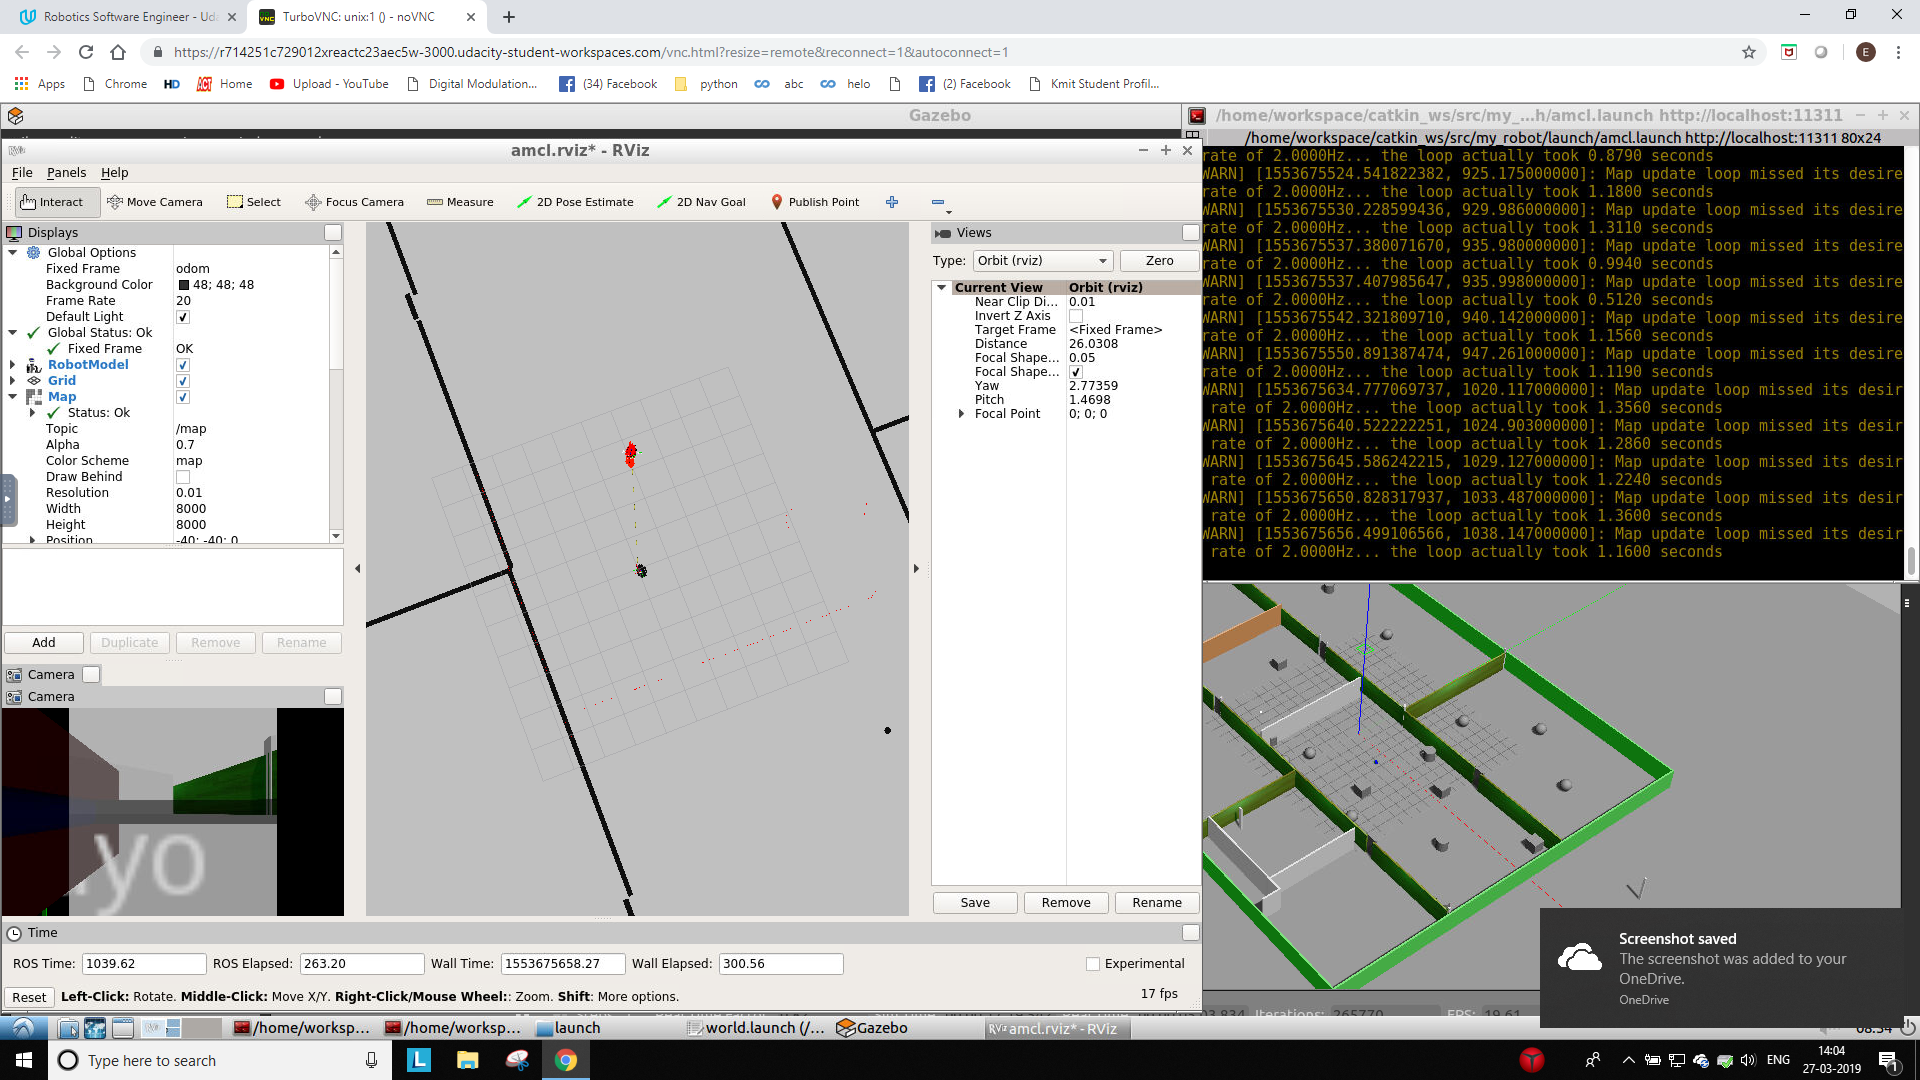 Robotics Software Engineer - Uda
TurboVNC: unix:1 () - noVNC
https://r714251c729012xreactc23aec5w-3000.udacity-student-workspaces.com/vnc.html?resize=remote&reconnect=1&autoconnect=1
E
Apps
Chrome
HD
ACT
Home
Upload - YouTube
Digital Modulation...
(34) Facebook
python
abc
helo
(2) Facebook
Kmit Student Profil...
Gazebo
amcl.rviz* - RViz
File Panels Help
Interact
Move Camera
Select
Focus Camera
Measure
2D Pose Estimate
2D Nav Goal
Publish Point
Displays
Global Options
Fixed Frame odom
Background Color 48; 48; 48
Frame Rate 20
Default Light
Global Status: Ok
Fixed Frame OK
RobotModel
Grid
Map
Status: Ok
Topic /map
Alpha 0.7
Color Scheme map
Draw Behind
Resolution 0.01
Width 8000
Height 8000
Position -40; -40; 0
Add Duplicate Remove Rename
Camera
Camera
yo
Views
Type: Orbit (rviz) Zero
Current View Orbit (rviz)
Near Clip Di... 0.01
Invert Z Axis
Target Frame <Fixed Frame>
Distance 26.0308
Focal Shape... 0.05
Focal Shape...
Yaw 2.77359
Pitch 1.4698
Focal Point 0; 0; 0
Save Remove Rename
Time
ROS Time: 1039.62 ROS Elapsed: 263.20 Wall Time: 1553675658.27 Wall Elapsed: 300.56 Experimental
Reset Left-Click: Rotate. Middle-Click: Move X/Y. Right-Click/Mouse Wheel:: Zoom. Shift: More options. 17 fps
/home/workspace/catkin_ws/src/my_...h/amcl.launch http://localhost:11311
/home/workspace/catkin_ws/src/my_robot/launch/amcl.launch http://localhost:11311 80x24
rate of 2.0000Hz... the loop actually took 0.8790 seconds
WARN] [1553675524.541822382, 925.175000000]: Map update loop missed its desire
rate of 2.0000Hz... the loop actually took 1.1800 seconds
WARN] [1553675530.228599436, 929.986000000]: Map update loop missed its desire
rate of 2.0000Hz... the loop actually took 1.3110 seconds
WARN] [1553675537.380071670, 935.980000000]: Map update loop missed its desire
rate of 2.0000Hz... the loop actually took 0.9940 seconds
WARN] [1553675537.407985647, 935.998000000]: Map update loop missed its desire
rate of 2.0000Hz... the loop actually took 0.5120 seconds
WARN] [1553675542.321809710, 940.142000000]: Map update loop missed its desire
rate of 2.0000Hz... the loop actually took 1.1560 seconds
WARN] [1553675550.891387474, 947.261000000]: Map update loop missed its desire
rate of 2.0000Hz... the loop actually took 1.1190 seconds
WARN] [1553675634.777069737, 1020.117000000]: Map update loop missed its desir
rate of 2.0000Hz... the loop actually took 1.3560 seconds
WARN] [1553675640.522222251, 1024.903000000]: Map update loop missed its desir
rate of 2.0000Hz... the loop actually took 1.2860 seconds
WARN] [1553675645.586242215, 1029.127000000]: Map update loop missed its desir
rate of 2.0000Hz... the loop actually took 1.2240 seconds
WARN] [1553675650.828317937, 1033.487000000]: Map update loop missed its desir
rate of 2.0000Hz... the loop actually took 1.3600 seconds
WARN] [1553675656.499106566, 1038.147000000]: Map update loop missed its desir
rate of 2.0000Hz... the loop actually took 1.1600 seconds
Screenshot saved
The screenshot was added to your
OneDrive.
OneDrive
/home/worksp...
/home/worksp...
launch
world.launch (/...
Gazebo
amcl.rviz* - RViz
08:34
Type here to search
L
ENG
14:04
27-03-2019
1